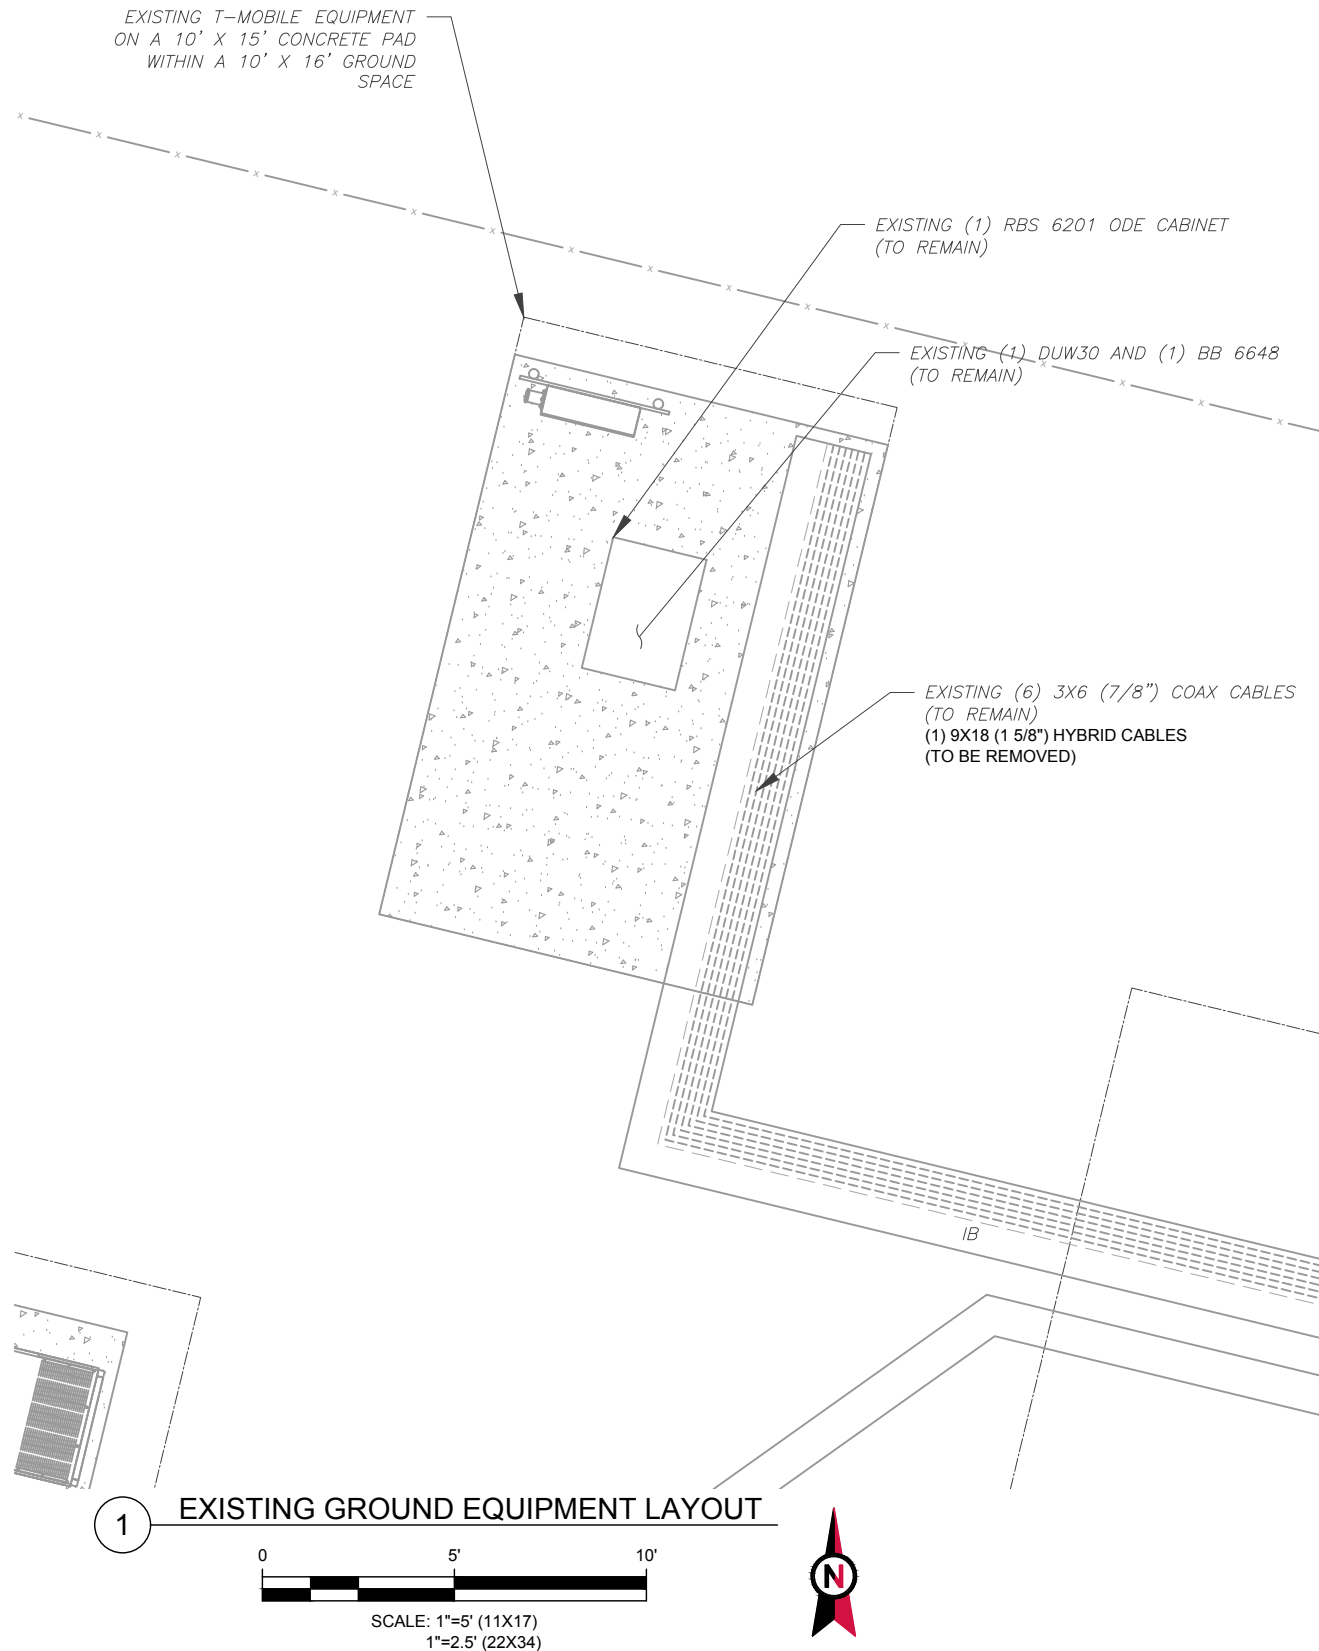 EXISTING T-MOBILE EQUIPMENT
ON A 10' X 15' CONCRETE PAD
WITHIN A 10' X 16' GROUND
SPACE
EXISTING (1) RBS 6201 ODE CABINET
(TO REMAIN)
EXISTING (1) DUW30 AND (1) BB 6648
(TO REMAIN)
EXISTING (6) 3X6 (7/8") COAX CABLES
(TO REMAIN)
(1) 9X18 (1 5/8") HYBRID CABLES
(TO BE REMOVED)
IB
1
EXISTING GROUND EQUIPMENT LAYOUT
0 5' 10'
SCALE: 1"=5' (11X17)
1"=2.5' (22X34)
N